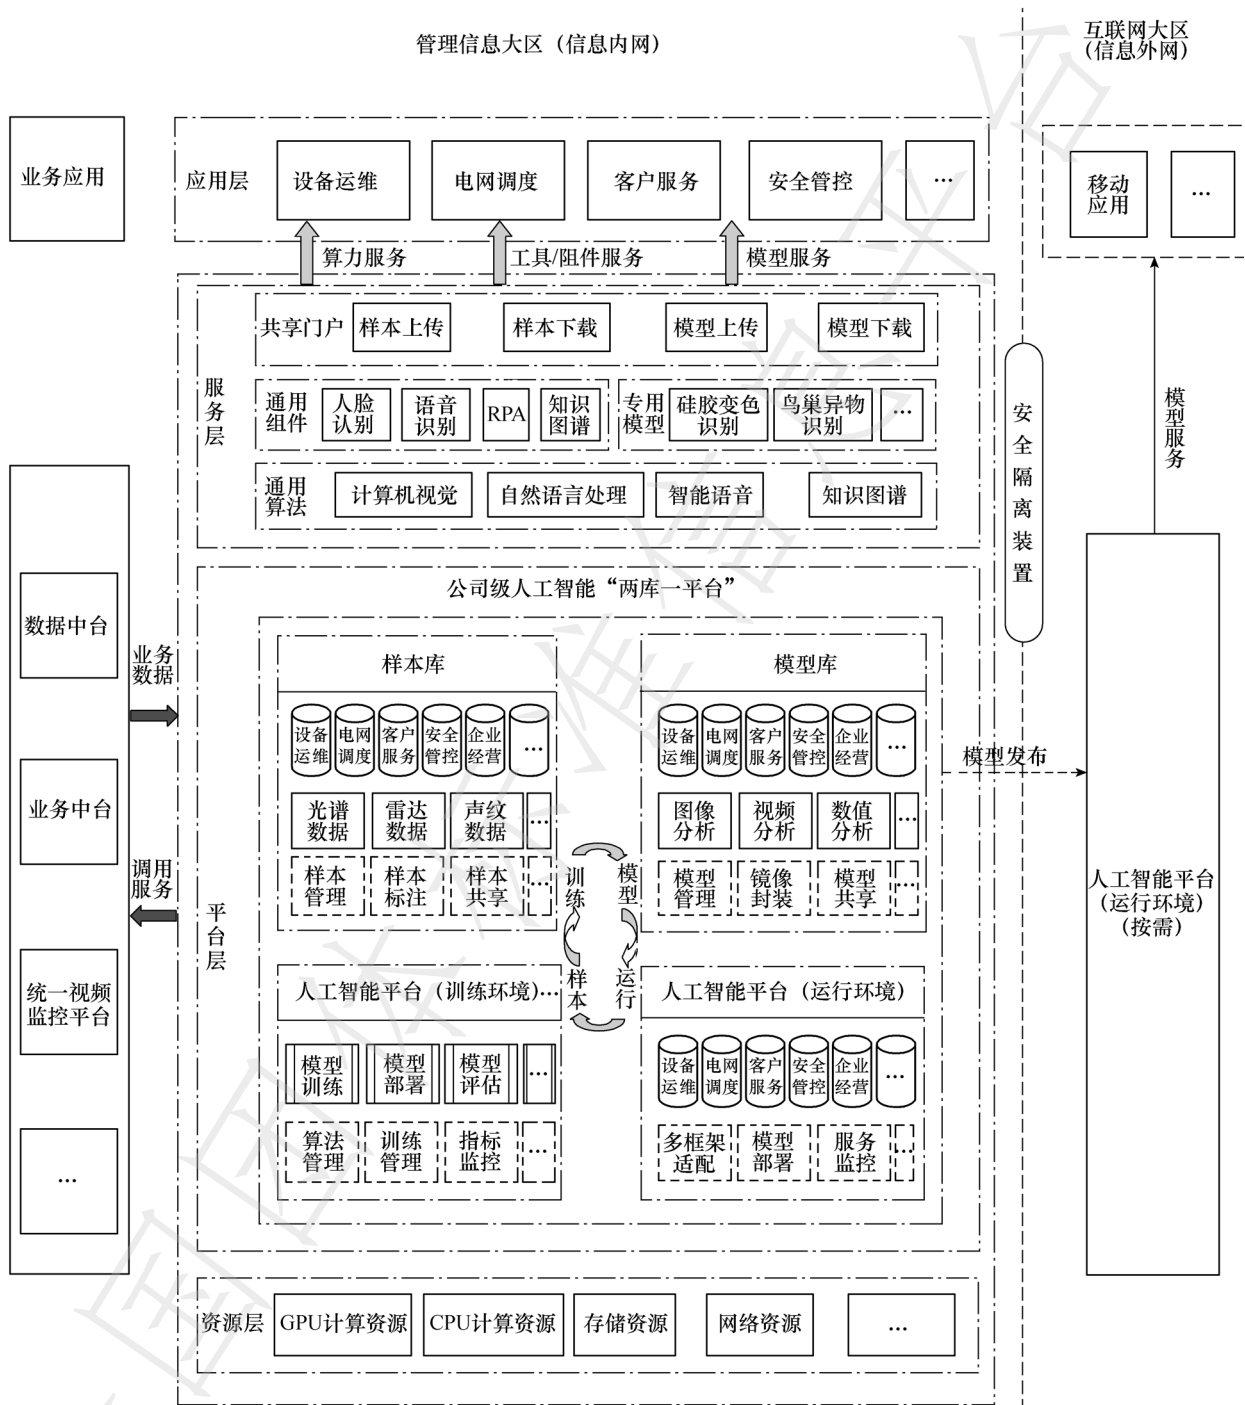 管理信息大区（信息内网）
互联网大区
（信息外网）
业务应用
应用层
设备运维
电网调度
客户服务
安全管控
…
移动
应用
…
算力服务
工具/阻件服务
模型服务
共享门户
样本上传
样本下载
模型上传
模型下载
服
务
层
通用
组件
人脸
认别
语音
识别
RPA
知识
图谱
专用
模型
硅胶变色
识别
鸟巢异物
识别
…
通用
算法
计算机视觉
自然语言处理
智能语音
知识图谱
安
全
隔
离
装
置
模
型
服
务
公司级人工智能“两库一平台”
数据中台
业务
数据
业务中台
调用
服务
统一视频
监控平台
…
平
台
层
样本库
设备
运维
电网
调度
客户
服务
安全
管控
企业
经营
…
光谱
数据
雷达
数据
声纹
数据
…
样本
管理
样本
标注
样本
共享
…
模型库
设备
运维
电网
调度
客户
服务
安全
管控
企业
经营
…
图像
分析
视频
分析
数值
分析
…
模型
管理
镜像
封装
模型
共享
…
训
练
模
型
样
本
运
行
模型发布
人工智能平台
（运行环境）
（按需）
人工智能平台（训练环境）…
模型
训练
模型
部署
模型
评估
…
算法
管理
训练
管理
指标
监控
…
人工智能平台（运行环境）
设备
运维
电网
调度
客户
服务
安全
管控
企业
经营
…
多框架
适配
模型
部署
服务
监控
…
资源层
GPU计算资源
CPU计算资源
存储资源
网络资源
…